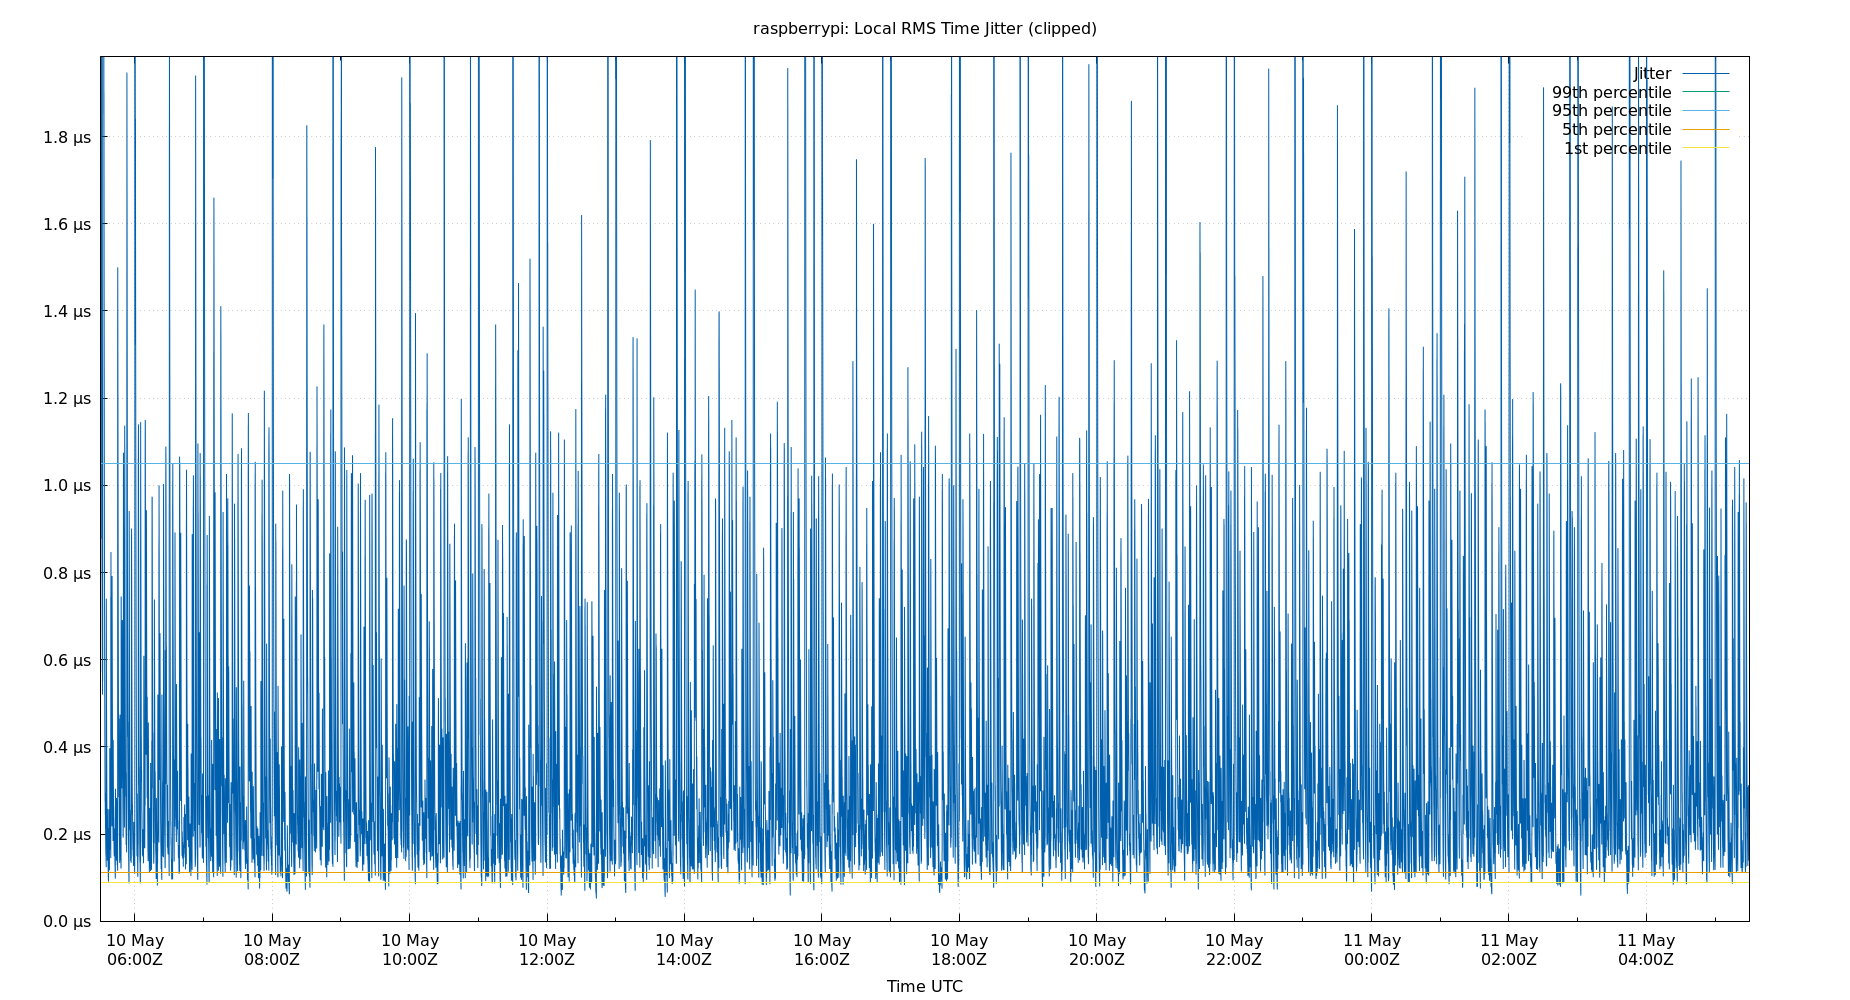 raspberrypi: Local RMS Time Jitter (clipped)
Jitter
99th percentile
95th percentile
5th percentile
1st percentile
1.8 µs
1.6 µs
1.4 µs
1.2 µs
1.0 µs
0.8 µs
0.6 µs
0.4 µs
0.2 µs
0.0 µs
10 May 10 May 10 May 10 May 10 May 10 May 10 May 10 May 10 May 11 May 11 May 11 May
06:00Z 08:00Z 10:00Z 12:00Z 14:00Z 16:00Z 18:00Z 20:00Z 22:00Z 00:00Z 02:00Z 04:00Z
Time UTC